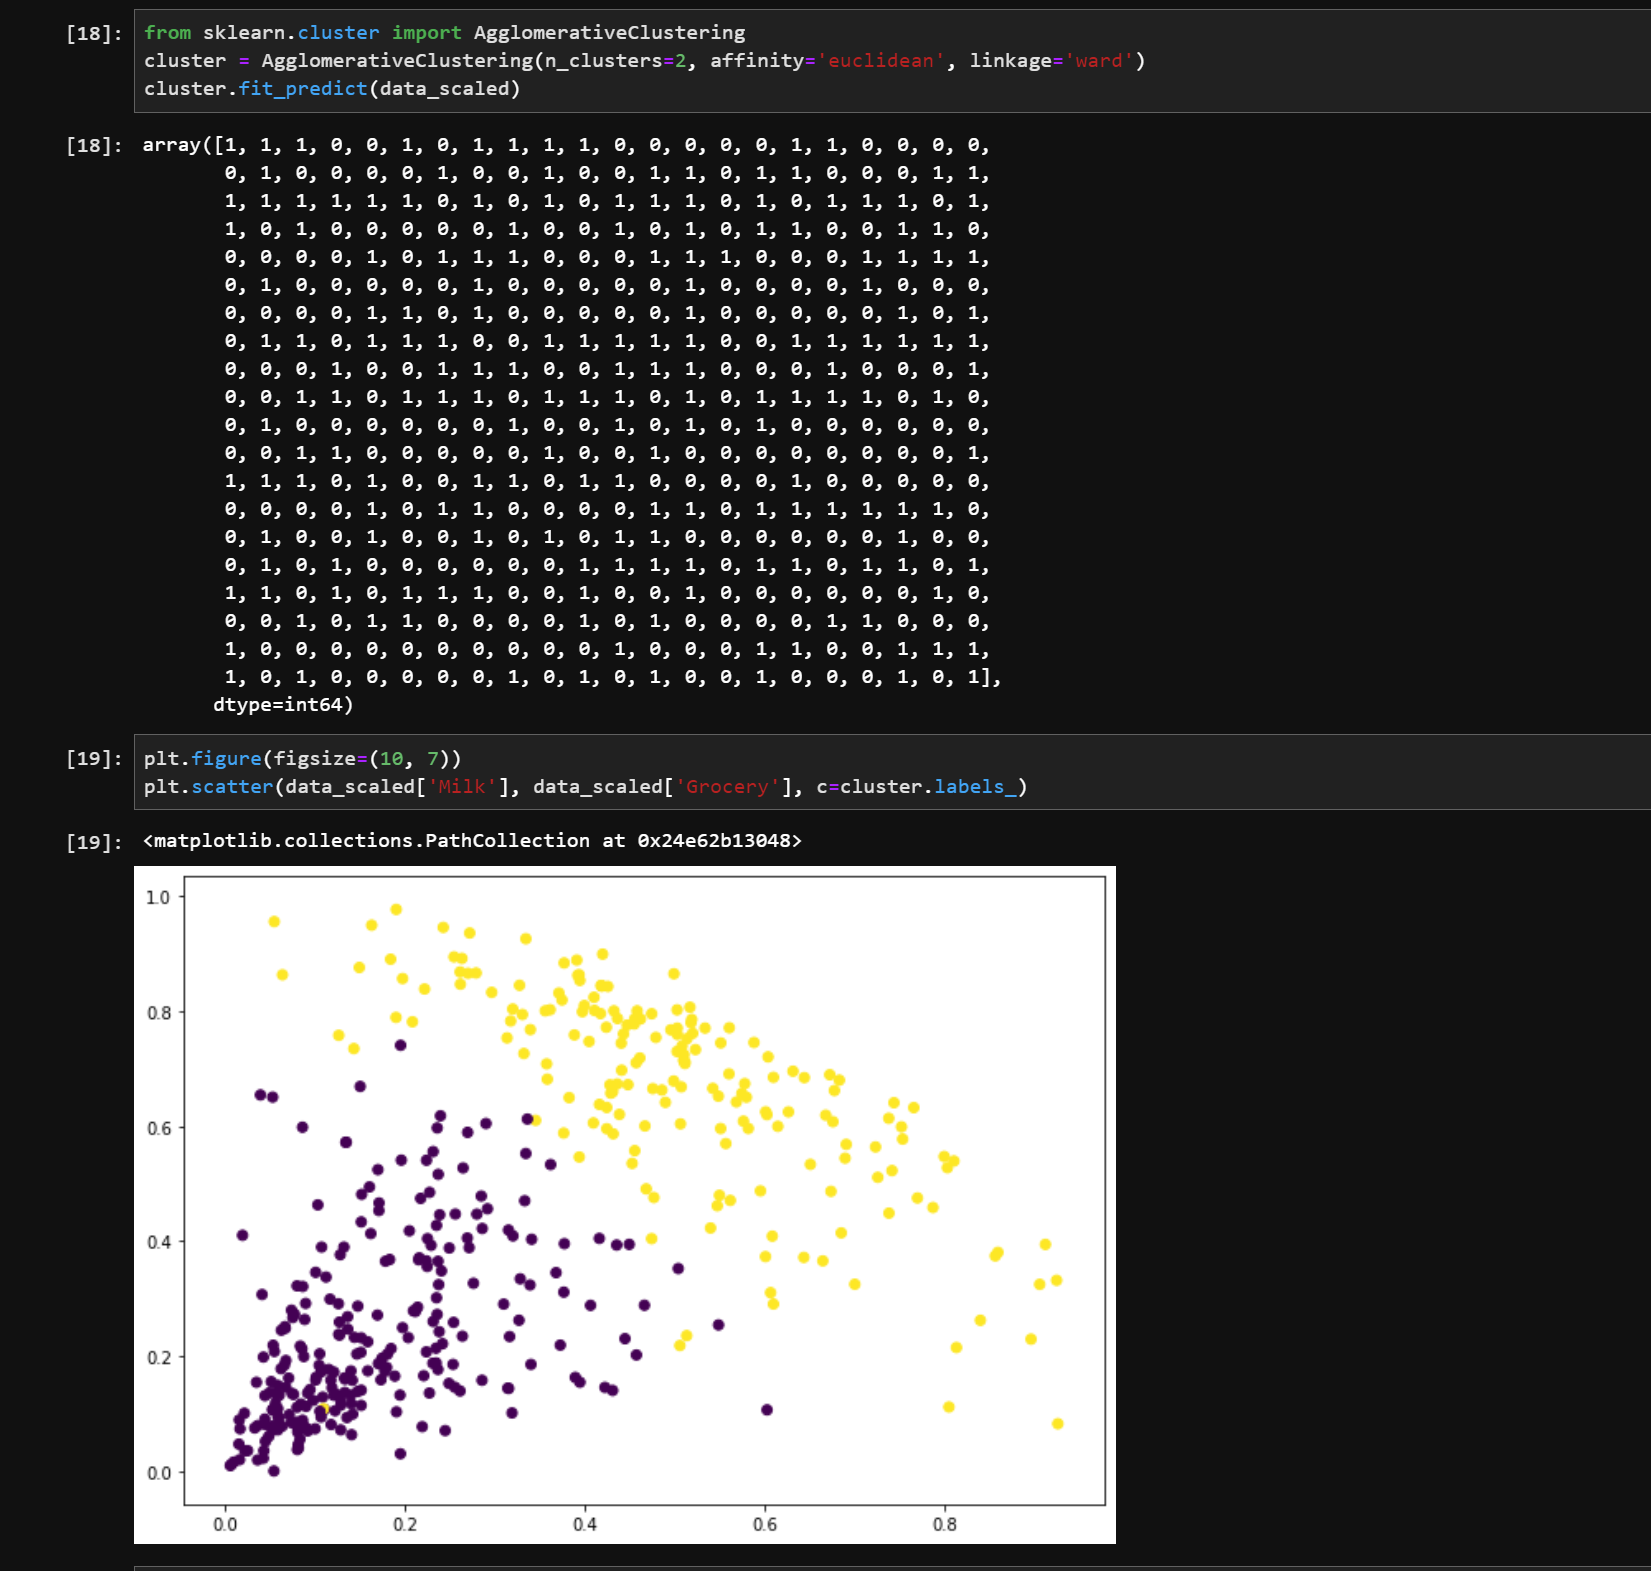 [18]: from sklearn.cluster import AgglomerativeClustering
cluster = AgglomerativeClustering(n_clusters=2, affinity='euclidean', linkage='ward')
cluster.fit_predict(data_scaled)
[18]: array([1, 1, 1, 0, 0, 1, 0, 1, 1, 1, 1, 0, 0, 0, 0, 0, 1, 1, 0, 0, 0, 0,
0, 1, 0, 0, 0, 0, 1, 0, 0, 1, 0, 0, 1, 1, 0, 1, 1, 0, 0, 0, 1, 1,
1, 1, 1, 1, 1, 1, 0, 1, 0, 1, 0, 1, 1, 1, 0, 1, 0, 1, 1, 1, 0, 1,
1, 0, 1, 0, 0, 0, 0, 0, 1, 0, 0, 1, 0, 1, 0, 1, 1, 0, 0, 1, 1, 0,
0, 0, 0, 0, 1, 0, 1, 1, 1, 0, 0, 0, 1, 1, 1, 0, 0, 0, 1, 1, 1, 1,
0, 1, 0, 0, 0, 0, 0, 1, 0, 0, 0, 0, 0, 1, 0, 0, 0, 0, 1, 0, 0, 0,
0, 0, 0, 0, 1, 1, 0, 1, 0, 0, 0, 0, 0, 1, 0, 0, 0, 0, 0, 1, 0, 1,
0, 1, 1, 0, 1, 1, 1, 0, 0, 1, 1, 1, 1, 1, 0, 0, 1, 1, 1, 1, 1, 1,
0, 0, 0, 1, 0, 0, 1, 1, 1, 0, 0, 1, 1, 1, 0, 0, 0, 1, 0, 0, 0, 1,
0, 0, 1, 1, 0, 1, 1, 1, 0, 1, 1, 1, 0, 1, 0, 1, 1, 1, 1, 0, 1, 0,
0, 1, 0, 0, 0, 0, 0, 0, 1, 0, 0, 1, 0, 1, 0, 1, 0, 0, 0, 0, 0, 0,
0, 0, 1, 1, 0, 0, 0, 0, 0, 1, 0, 0, 1, 0, 0, 0, 0, 0, 0, 0, 0, 1,
1, 1, 1, 0, 1, 0, 0, 1, 1, 0, 1, 1, 0, 0, 0, 0, 1, 0, 0, 0, 0, 0,
0, 0, 0, 0, 1, 0, 1, 1, 0, 0, 0, 0, 1, 1, 0, 1, 1, 1, 1, 1, 1, 0,
0, 1, 0, 0, 1, 0, 0, 1, 0, 1, 0, 1, 1, 0, 0, 0, 0, 0, 0, 1, 0, 0,
0, 1, 0, 1, 0, 0, 0, 0, 0, 0, 1, 1, 1, 1, 0, 1, 1, 0, 1, 1, 0, 1,
1, 1, 0, 1, 0, 1, 1, 1, 0, 0, 1, 0, 0, 1, 0, 0, 0, 0, 0, 0, 1, 0,
0, 0, 1, 0, 1, 1, 0, 0, 0, 0, 1, 0, 1, 0, 0, 0, 0, 1, 1, 0, 0, 0,
1, 0, 0, 0, 0, 0, 0, 0, 0, 0, 0, 1, 0, 0, 0, 1, 1, 0, 0, 1, 1, 1,
1, 0, 1, 0, 0, 0, 0, 0, 1, 0, 1, 0, 1, 0, 0, 1, 0, 0, 0, 1, 0, 1],
dtype=int64)
[19]: plt.figure(figsize=(10, 7))
plt.scatter(data_scaled['Milk'], data_scaled['Grocery'], c=cluster.labels_)
[19]: <matplotlib.collections.PathCollection at 0x24e62b13048>
1.0
0.8
0.6
0.4
0.2
0.0
0.0 0.2 0.4 0.6 0.8